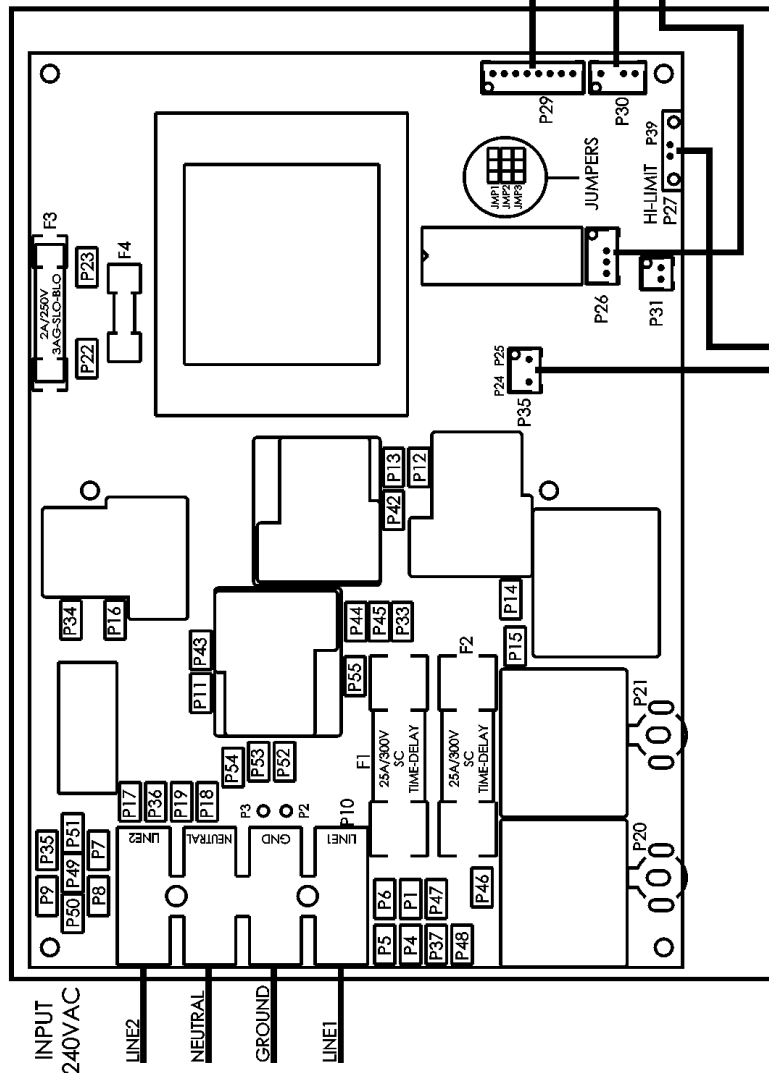 P29
P30
P39
HI-LIMIT
P27
JMP1
JMP2
JMP3
JUMPERS
F3
2A/250V
3AG-SLO-BLO
P23
P22
F4
P26
P31
P24
P25
P35
P13
P12
P42
P34
P16
P14
P15
P43
P11
P44
P45
P33
P55
F2
F1
25A/300V
SC
TIME-DELAY
25A/300V
SC
TIME-DELAY
P21
P20
P54
P53
P52
P17
P36
P19
P18
P3
P2
P10
P35
P51
P7
P9
P49
P8
P50
LINE2
NEUTRAL
GND
LINE1
P6
P1
P47
P46
P5
P4
P37
P48
INPUT
240VAC
LINE2
NEUTRAL
GROUND
LINE1